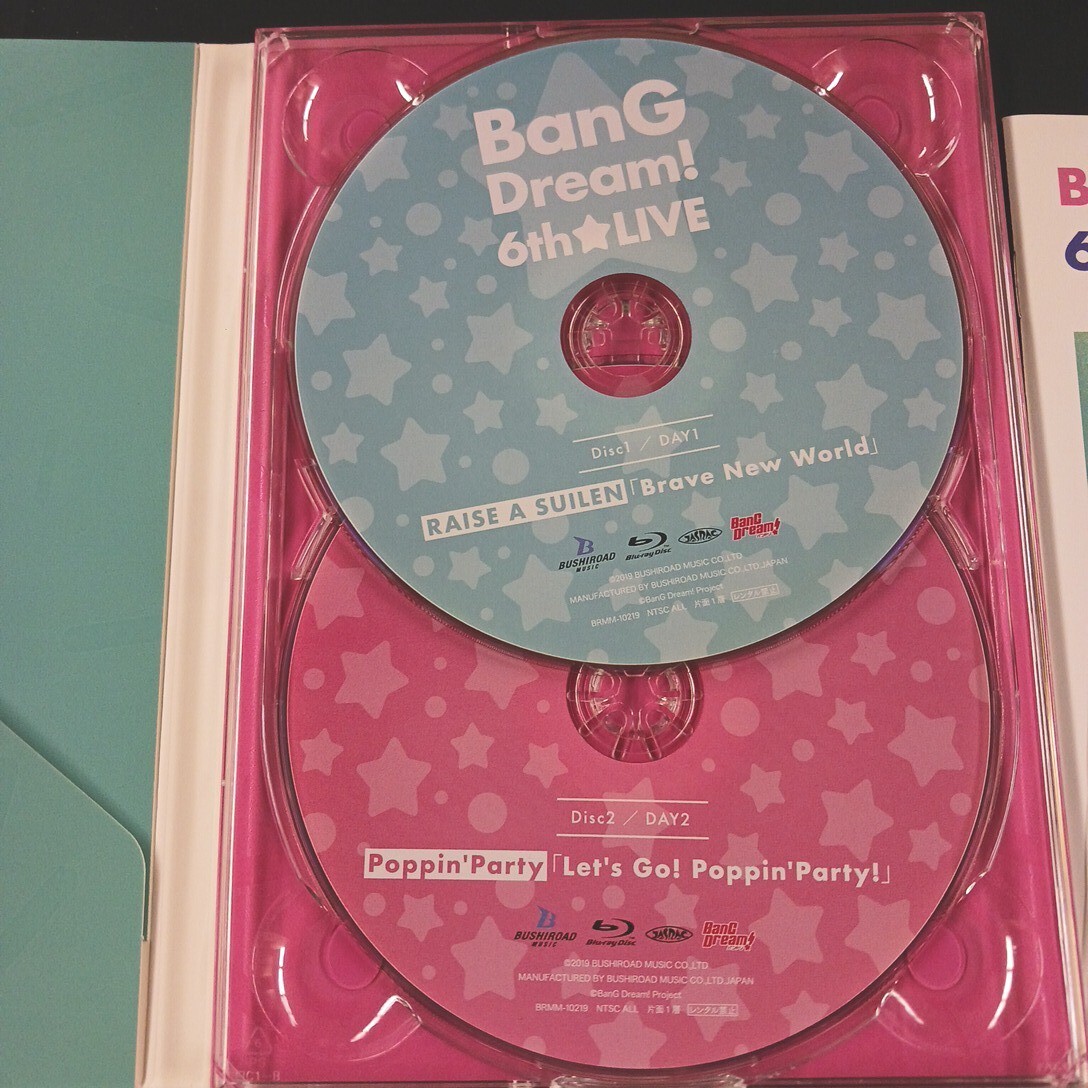 BanG
Dream!
6th★LIVE
Disc1 / DAY1
RAISE A SUILEN「Brave New World」
BUSHIROAD
MUSIC
Blu-ray Disc
JASRAC
BanG
Dream!
©2019 BUSHIROAD MUSIC CO.,LTD
MANUFACTURED BY BUSHIROAD MUSIC CO.,LTD.JAPAN
©BanG Dream! Project
BRMM-10219 NTSC ALL 片面1層 レンタル禁止
Disc2 / DAY2
Poppin'Party「Let's Go! Poppin'Party!」
BUSHIROAD
MUSIC
Blu-ray Disc
JASRAC
BanG
Dream!
©2019 BUSHIROAD MUSIC CO.,LTD
MANUFACTURED BY BUSHIROAD MUSIC CO.,LTD.JAPAN
©BanG Dream! Project
BRMM-10219 NTSC ALL 片面1層 レンタル禁止
B
6